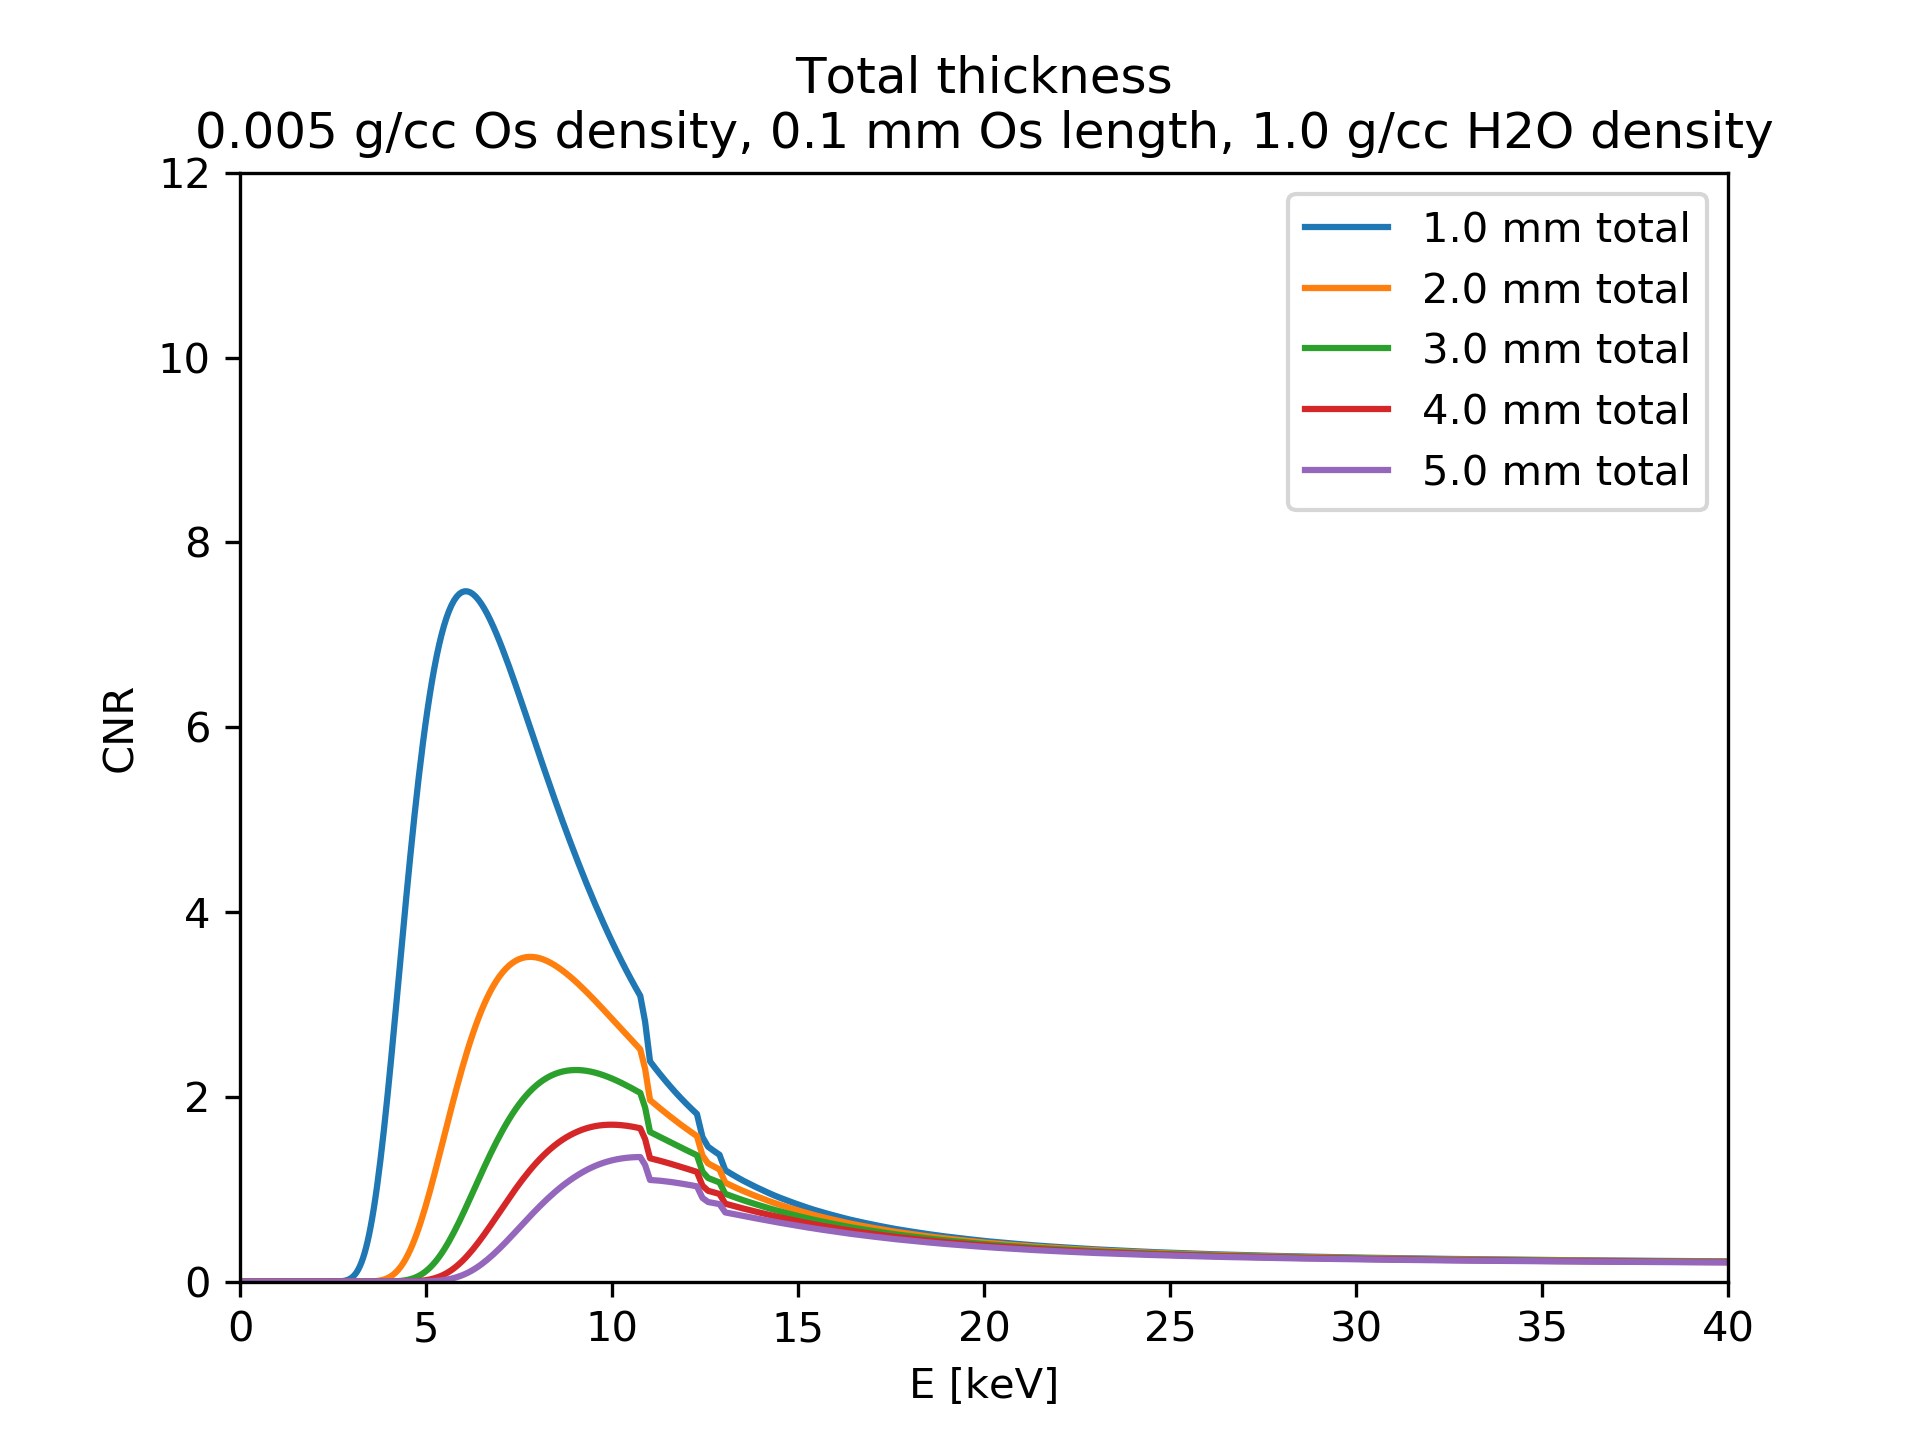 Total thickness
0.005 g/cc Os density, 0.1 mm Os length, 1.0 g/cc H2O density
12
10
8
6
4
2
0
CNR
1.0 mm total
2.0 mm total
3.0 mm total
4.0 mm total
5.0 mm total
0 5 10 15 20 25 30 35 40
E [keV]